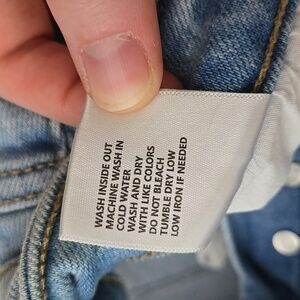 WASH INSIDE OUT
MACHINE WASH IN
COLD WATER
WASH AND DRY
WITH LIKE COLORS
DO NOT BLEACH
TUMBLE DRY LOW
LOW IRON IF NEEDED